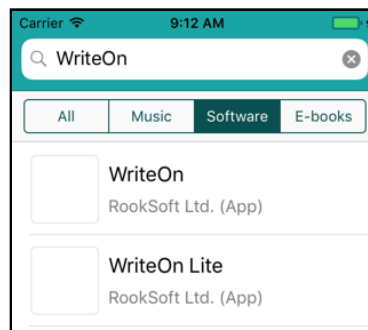 Carrier 9:12 AM
WriteOn
All Music Software E-books
WriteOn
RookSoft Ltd. (App)
WriteOn Lite
RookSoft Ltd. (App)